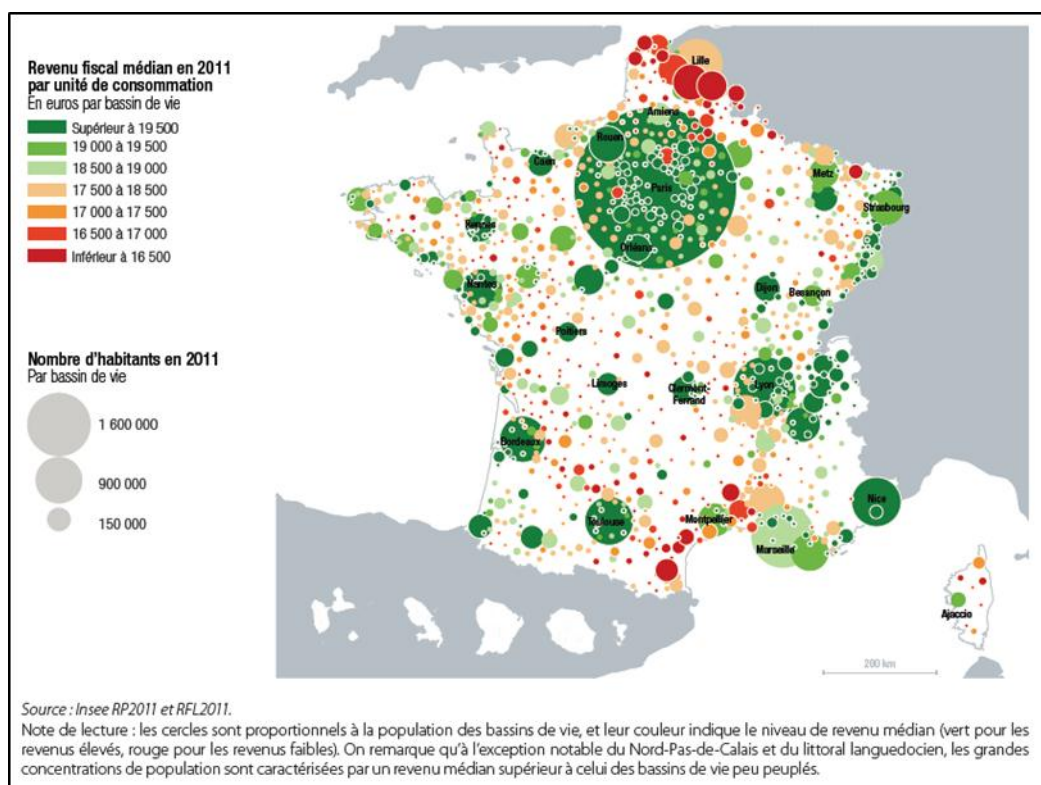 Revenu fiscal médian en 2011
par unité de consommation
En euros par bassin de vie
Supérieur à 19 500
19 000 à 19 500
18 500 à 19 000
17 500 à 18 500
17 000 à 17 500
16 500 à 17 000
Inférieur à 16 500
Nombre d'habitants en 2011
Par bassin de vie
1 600 000
900 000
150 000
Lille
Amiens
Rouen
Caen
Paris
Metz
Strasbourg
Rennes
Orléans
Nantes
Dijon
Besançon
Poitiers
Limoges
Clermont-
Ferrand
Lyon
Bordeaux
Nice
Toulouse
Montpellier
Marseille
Ajaccio
200 km
Source : Insee RP2011 et RFL2011.
Note de lecture : les cercles sont proportionnels à la population des bassins de vie, et leur couleur indique le niveau de revenu médian (vert pour les
revenus élevés, rouge pour les revenus faibles). On remarque qu'à l'exception notable du Nord-Pas-de-Calais et du littoral languedocien, les grandes
concentrations de population sont caractérisées par un revenu médian supérieur à celui des bassins de vie peu peuplés.